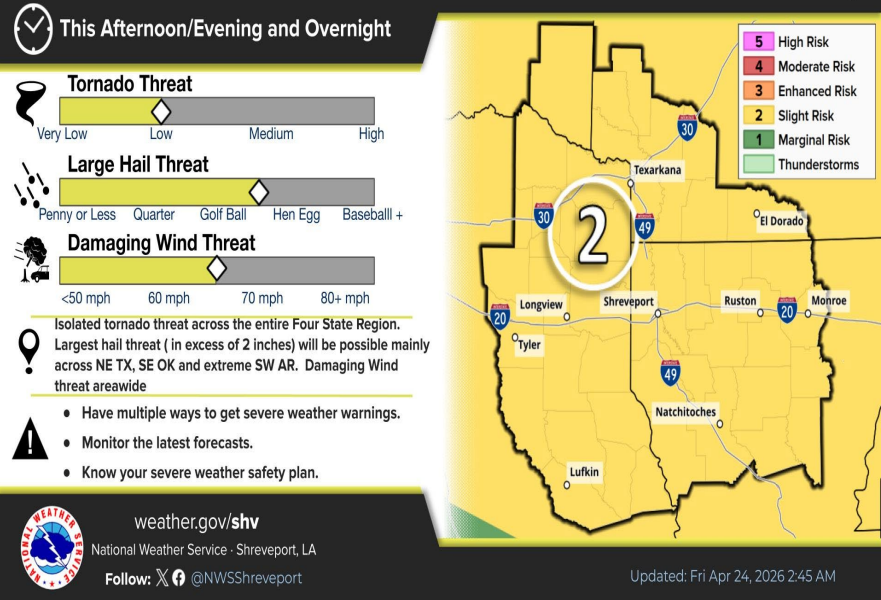 This Afternoon/Evening and Overnight
Tornado Threat
Very Low Low Medium High
Large Hail Threat
Penny or Less Quarter Golf Ball Hen Egg Baseballl +
Damaging Wind Threat
<50 mph 60 mph 70 mph 80+ mph
Isolated tornado threat across the entire Four State Region.
Largest hail threat ( in excess of 2 inches) will be possible mainly
across NE TX, SE OK and extreme SW AR. Damaging Wind
threat areawide
• Have multiple ways to get severe weather warnings.
• Monitor the latest forecasts.
• Know your severe weather safety plan.
NATIONAL WEATHER SERVICE
weather.gov/shv
National Weather Service · Shreveport, LA
Follow: X @NWSShreveport
5 High Risk
4 Moderate Risk
3 Enhanced Risk
2 Slight Risk
1 Marginal Risk
Thunderstorms
30
Texarkana
30
2
49
El Dorado
Longview
Shreveport
Ruston
Monroe
20
20
Tyler
49
Natchitoches
Lufkin
Updated: Fri Apr 24, 2026 2:45 AM